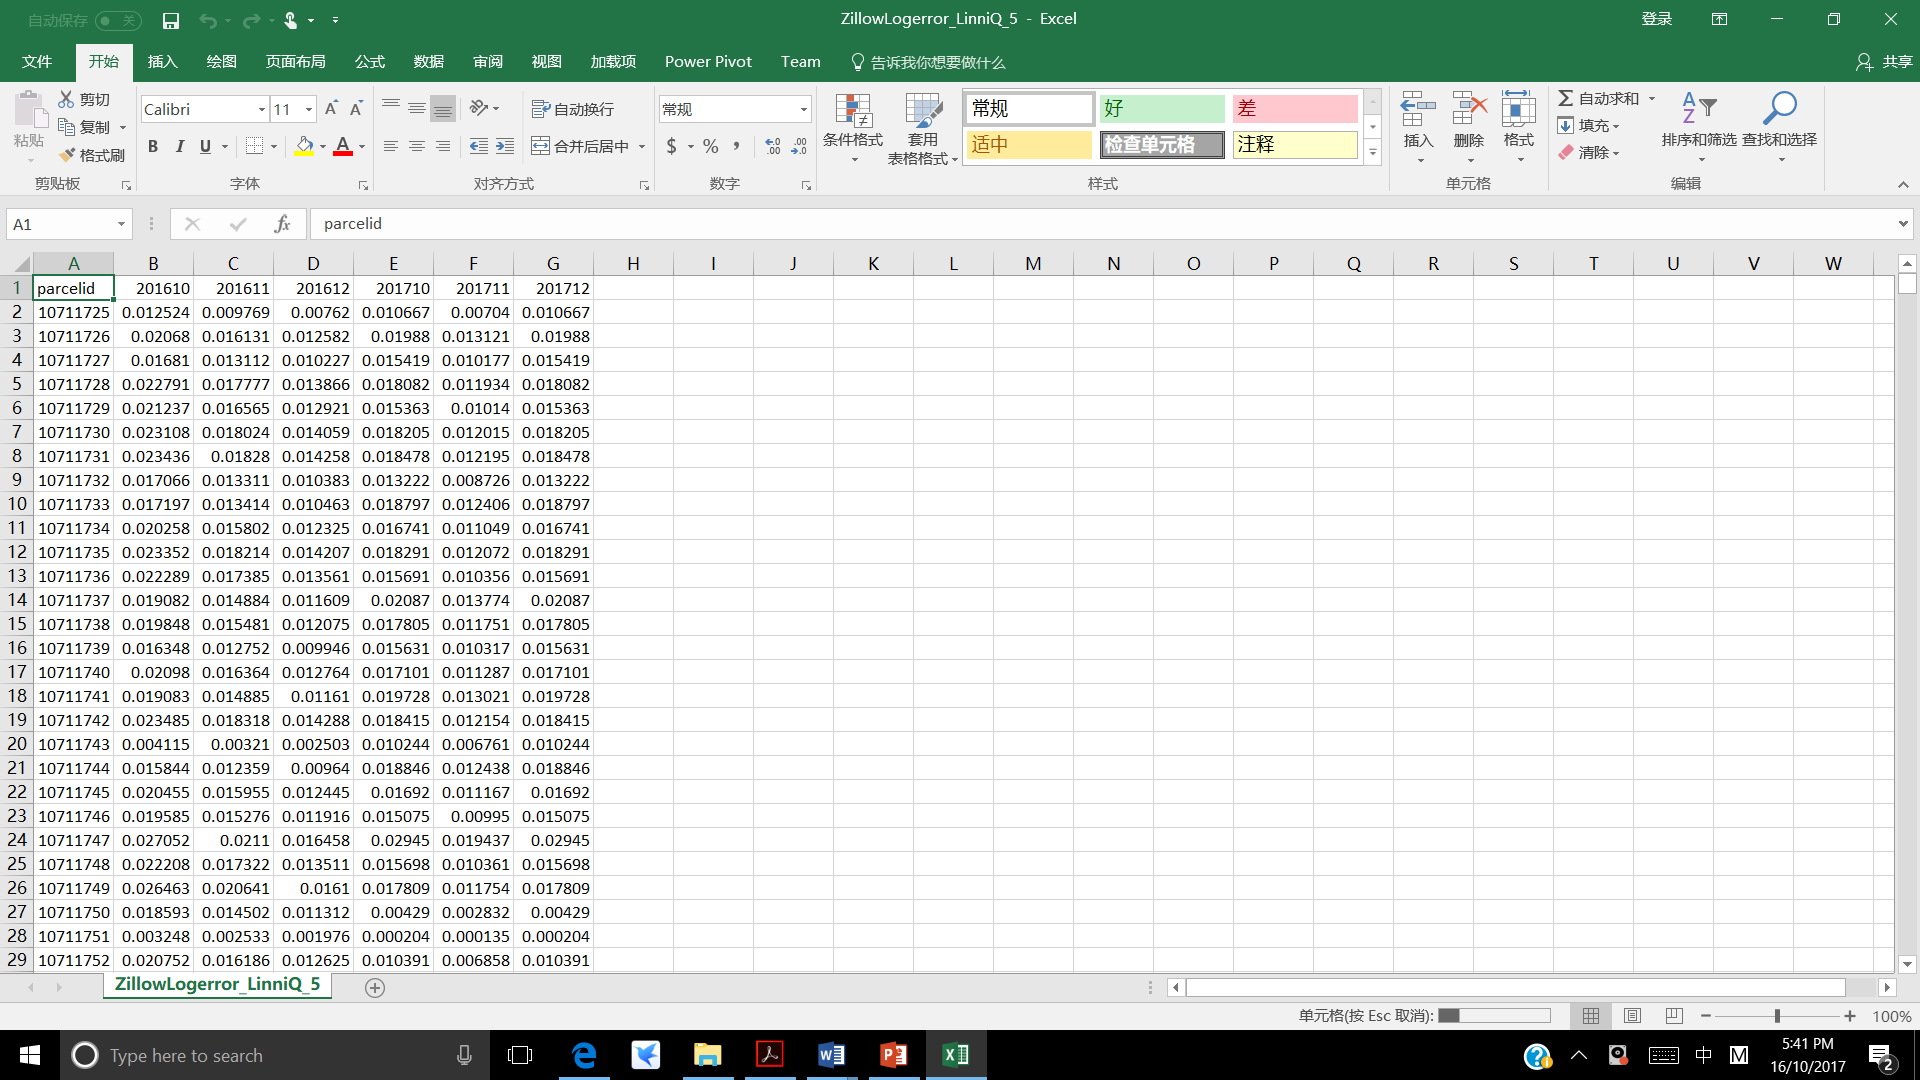 自动保存 关 ZillowLogerror_LinniQ_5 - Excel 登录
文件 开始 插入 绘图 页面布局 公式 数据 审阅 视图 加载项 Power Pivot Team 告诉我你想要做什么 共享
粘贴 剪切 复制 格式刷 剪贴板
Calibri 11 A A B I U A 字体
自动换行 合并后居中 对齐方式
常规 $ % , 数字
条件格式 套用 表格格式
常规 好 差
适中 检查单元格 注释
样式
插入 删除 格式 单元格
自动求和 填充 清除 排序和筛选 查找和选择 编辑
A1 fx parcelid
A B C D E F G H I J K L M N O P Q R S T U V W
1 parcelid 201610 201611 201612 201710 201711 201712
2 10711725 0.012524 0.009769 0.00762 0.010667 0.00704 0.010667
3 10711726 0.02068 0.016131 0.012582 0.01988 0.013121 0.01988
4 10711727 0.01681 0.013112 0.010227 0.015419 0.010177 0.015419
5 10711728 0.022791 0.017777 0.013866 0.018082 0.011934 0.018082
6 10711729 0.021237 0.016565 0.012921 0.015363 0.01014 0.015363
7 10711730 0.023108 0.018024 0.014059 0.018205 0.012015 0.018205
8 10711731 0.023436 0.01828 0.014258 0.018478 0.012195 0.018478
9 10711732 0.017066 0.013311 0.010383 0.013222 0.008726 0.013222
10 10711733 0.017197 0.013414 0.010463 0.018797 0.012406 0.018797
11 10711734 0.020258 0.015802 0.012325 0.016741 0.011049 0.016741
12 10711735 0.023352 0.018214 0.014207 0.018291 0.012072 0.018291
13 10711736 0.022289 0.017385 0.013561 0.015691 0.010356 0.015691
14 10711737 0.019082 0.014884 0.011609 0.02087 0.013774 0.02087
15 10711738 0.019848 0.015481 0.012075 0.017805 0.011751 0.017805
16 10711739 0.016348 0.012752 0.009946 0.015631 0.010317 0.015631
17 10711740 0.02098 0.016364 0.012764 0.017101 0.011287 0.017101
18 10711741 0.019083 0.014885 0.01161 0.019728 0.013021 0.019728
19 10711742 0.023485 0.018318 0.014288 0.018415 0.012154 0.018415
20 10711743 0.004115 0.00321 0.002503 0.010244 0.006761 0.010244
21 10711744 0.015844 0.012359 0.00964 0.018846 0.012438 0.018846
22 10711745 0.020455 0.015955 0.012445 0.01692 0.011167 0.01692
23 10711746 0.019585 0.015276 0.011916 0.015075 0.00995 0.015075
24 10711747 0.027052 0.0211 0.016458 0.02945 0.019437 0.02945
25 10711748 0.022208 0.017322 0.013511 0.015698 0.010361 0.015698
26 10711749 0.026463 0.020641 0.0161 0.017809 0.011754 0.017809
27 10711750 0.018593 0.014502 0.011312 0.00429 0.002832 0.00429
28 10711751 0.003248 0.002533 0.001976 0.000204 0.000135 0.000204
29 10711752 0.020752 0.016186 0.012625 0.010391 0.006858 0.010391
ZillowLogerror_LinniQ_5
单元格(按 Esc 取消): 100%
Type here to search 中 M 5:41 PM
16/10/2017 2